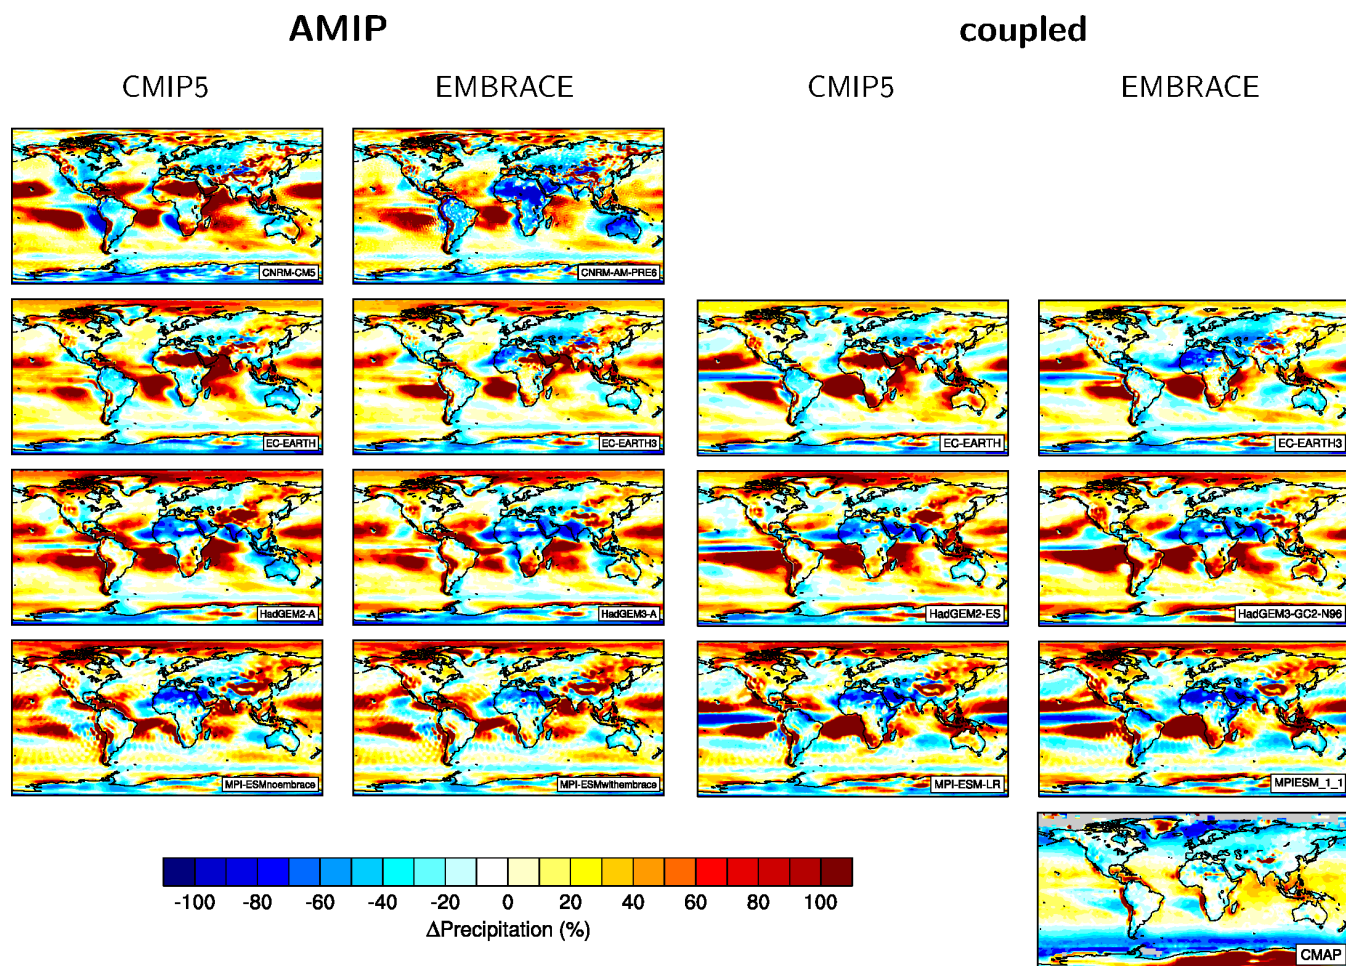 AMIP
coupled
CMIP5
EMBRACE
CMIP5
EMBRACE
CNRM-CM5
CNRM-AM-PRE6
EC-EARTH
EC-EARTH3
EC-EARTH
EC-EARTH3
HadGEM2-A
HadGEM3-A
HadGEM2-ES
HadGEM3-GC2-N96
MPI-ESMnoembrace
MPI-ESMwithembrace
MPI-ESM-LR
MPIESM_1_1
CMAP
-100 -80 -60 -40 -20 0 20 40 60 80 100
ΔPrecipitation (%)